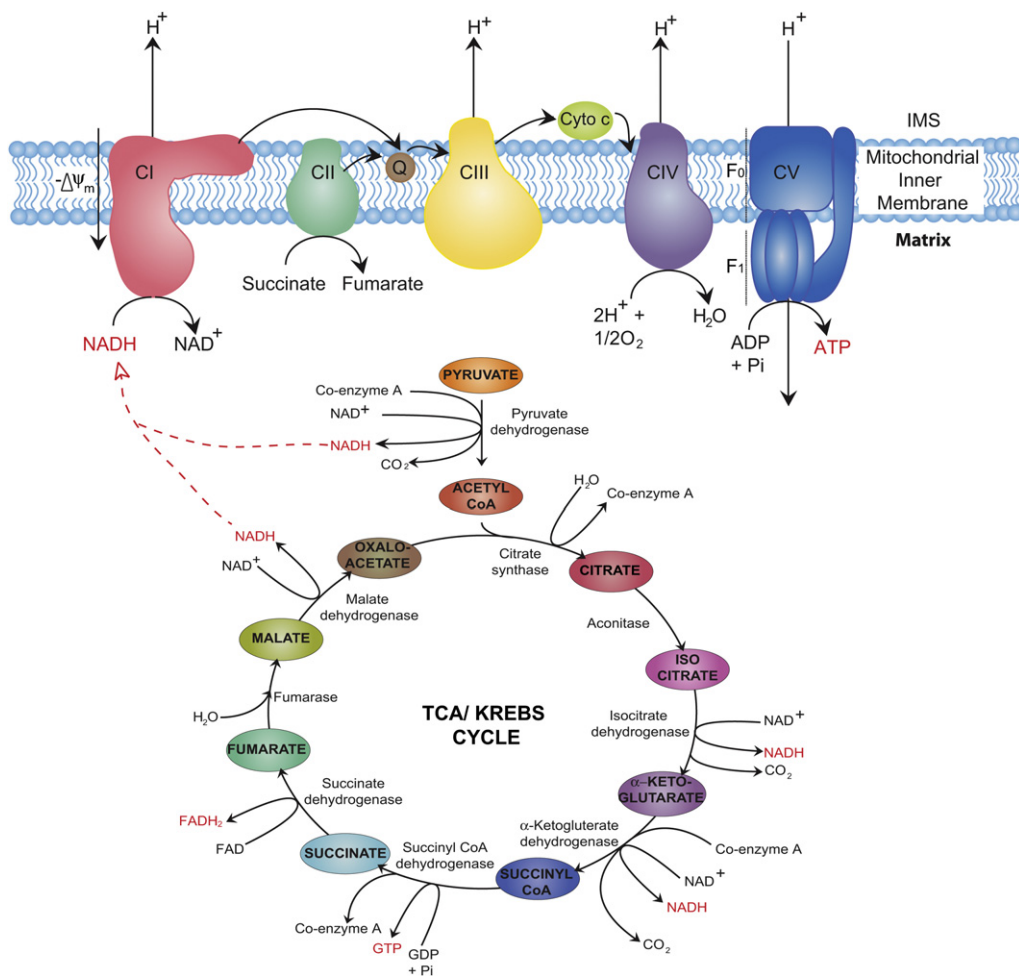 H+
H+
H+
H+
CI
CII
Q
CIII
Cyto c
CIV
F₀
CV
IMS
Mitochondrial
Inner
Membrane
Matrix
-ΔΨm
F₁
Succinate
Fumarate
NADH
NAD+
2H+ +
1/2O₂
H₂O
ADP
+ Pi
ATP
PYRUVATE
Co-enzyme A
NAD+
NADH
CO₂
Pyruvate
dehydrogenase
ACETYL
CoA
H₂O
Co-enzyme A
Citrate
synthase
NADH
NAD+
OXALO-
ACETATE
CITRATE
Malate
dehydrogenase
Aconitase
MALATE
ISO
CITRATE
Fumarase
H₂O
TCA/ KREBS
CYCLE
Isocitrate
dehydrogenase
NAD+
NADH
CO₂
FUMARATE
α-KETO-
GLUTARATE
Succinate
dehydrogenase
FADH₂
FAD
α-Ketogluterate
dehydrogenase
Co-enzyme A
NAD+
NADH
CO₂
SUCCINATE
Succinyl CoA
dehydrogenase
SUCCINYL
CoA
Co-enzyme A
GTP
GDP
+ Pi